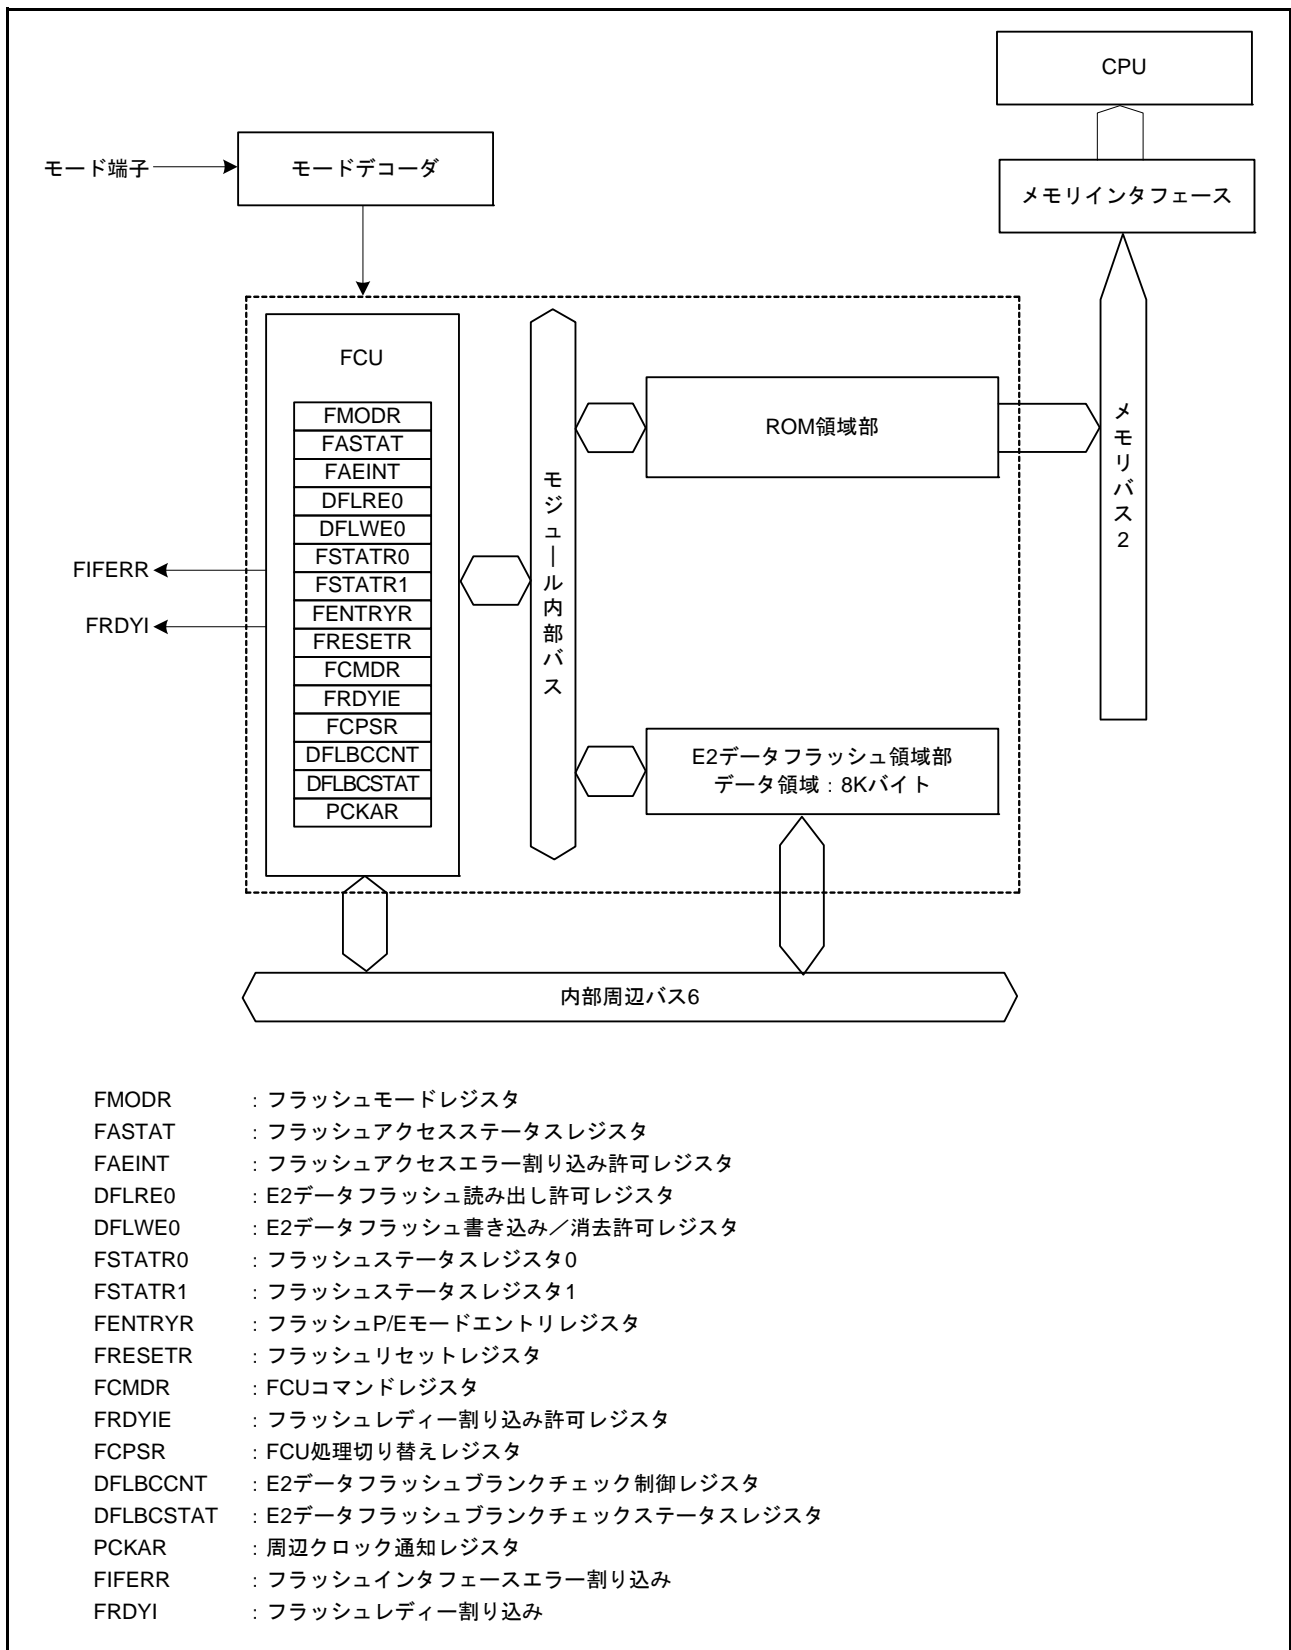 CPU
モード端子
モードデコーダ
メモリインタフェース
FCU
FMODR
FASTAT
FAEINT
DFLRE0
DFLWE0
FSTATR0
FSTATR1
FENTRYR
FRESETR
FCMDR
FRDYIE
FCPSR
DFLBCCNT
DFLBCSTAT
PCKAR
FIFERR
FRDYI
モジュール内部バス
ROM領域部
メモリバス2
E2データフラッシュ領域部
データ領域：8Kバイト
内部周辺バス6
FMODR : フラッシュモードレジスタ
FASTAT : フラッシュアクセスステータスレジスタ
FAEINT : フラッシュアクセスエラー割り込み許可レジスタ
DFLRE0 : E2データフラッシュ読み出し許可レジスタ
DFLWE0 : E2データフラッシュ書き込み／消去許可レジスタ
FSTATR0 : フラッシュステータスレジスタ0
FSTATR1 : フラッシュステータスレジスタ1
FENTRYR : フラッシュP/Eモードエントリレジスタ
FRESETR : フラッシュリセットレジスタ
FCMDR : FCUコマンドレジスタ
FRDYIE : フラッシュレディー割り込み許可レジスタ
FCPSR : FCU処理切り替えレジスタ
DFLBCCNT : E2データフラッシュブランクチェック制御レジスタ
DFLBCSTAT : E2データフラッシュブランクチェックステータスレジスタ
PCKAR : 周辺クロック通知レジスタ
FIFERR : フラッシュインタフェースエラー割り込み
FRDYI : フラッシュレディー割り込み